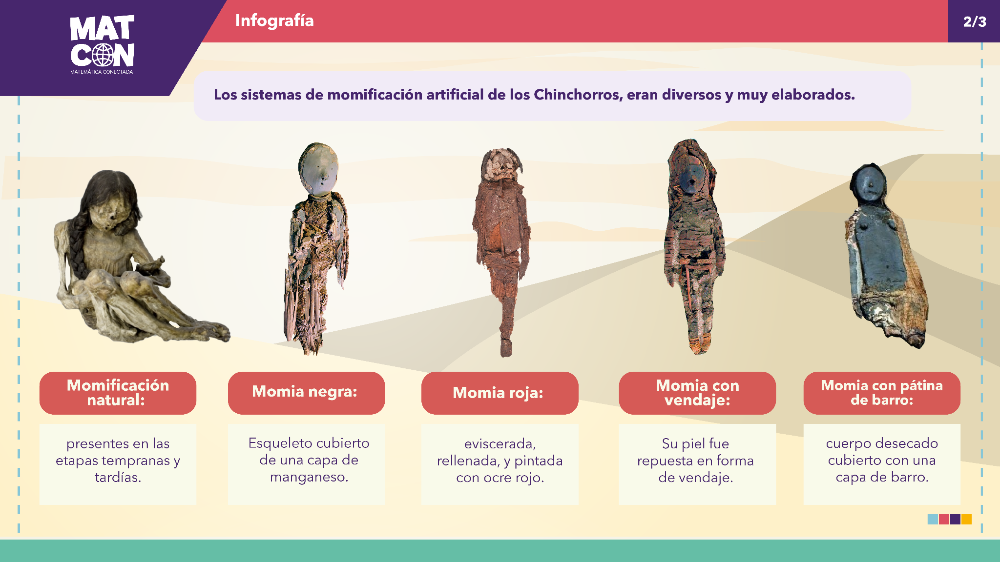 MAT
CON
MATEMÁTICA CONECTADA
Infografía
2/3
Los sistemas de momificación artificial de los Chinchorros, eran diversos y muy elaborados.
Momificación
natural:
presentes en las
etapas tempranas y
tardías.
Momia negra:
Esqueleto cubierto
de una capa de
manganeso.
Momia roja:
eviscerada,
rellenada, y pintada
con ocre rojo.
Momia con
vendaje:
Su piel fue
repuesta en forma
de vendaje.
Momia con pátina
de barro:
cuerpo desecado
cubierto con una
capa de barro.